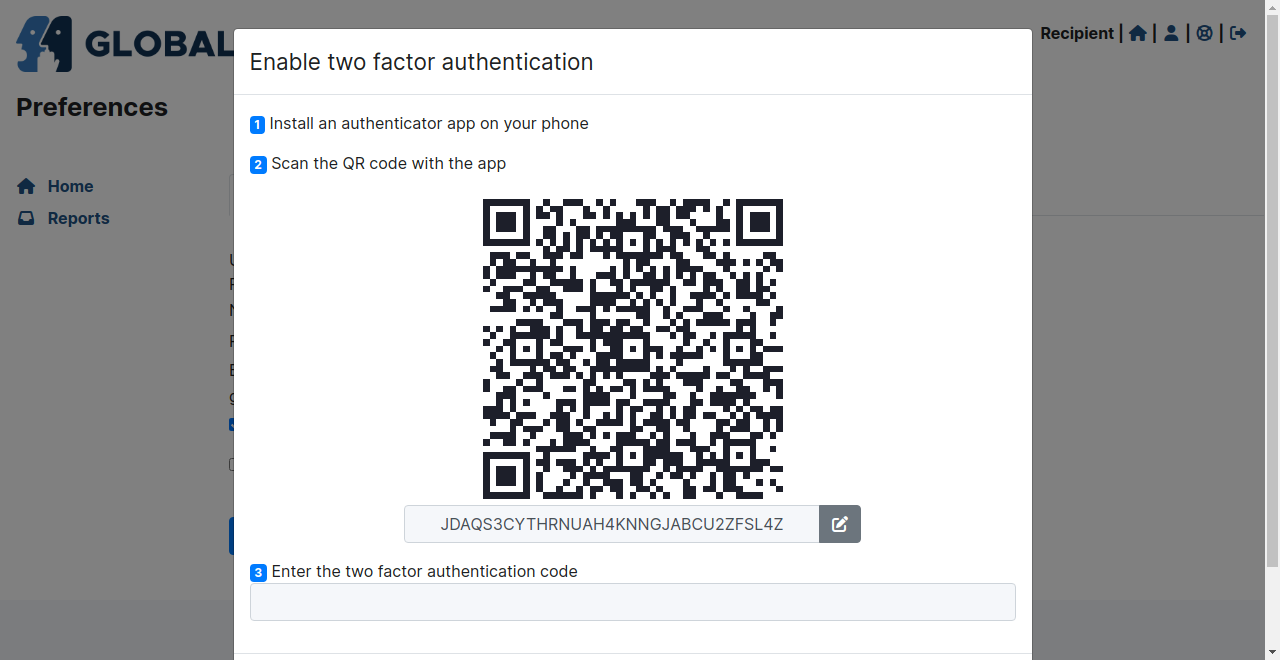 GLOBAL
Recipient | | | |
Preferences
Home
Reports
Enable two factor authentication
1 Install an authenticator app on your phone
2 Scan the QR code with the app
JDAQS3CYTHRNUAH4KNNGJABCU2ZFSL4Z
3 Enter the two factor authentication code